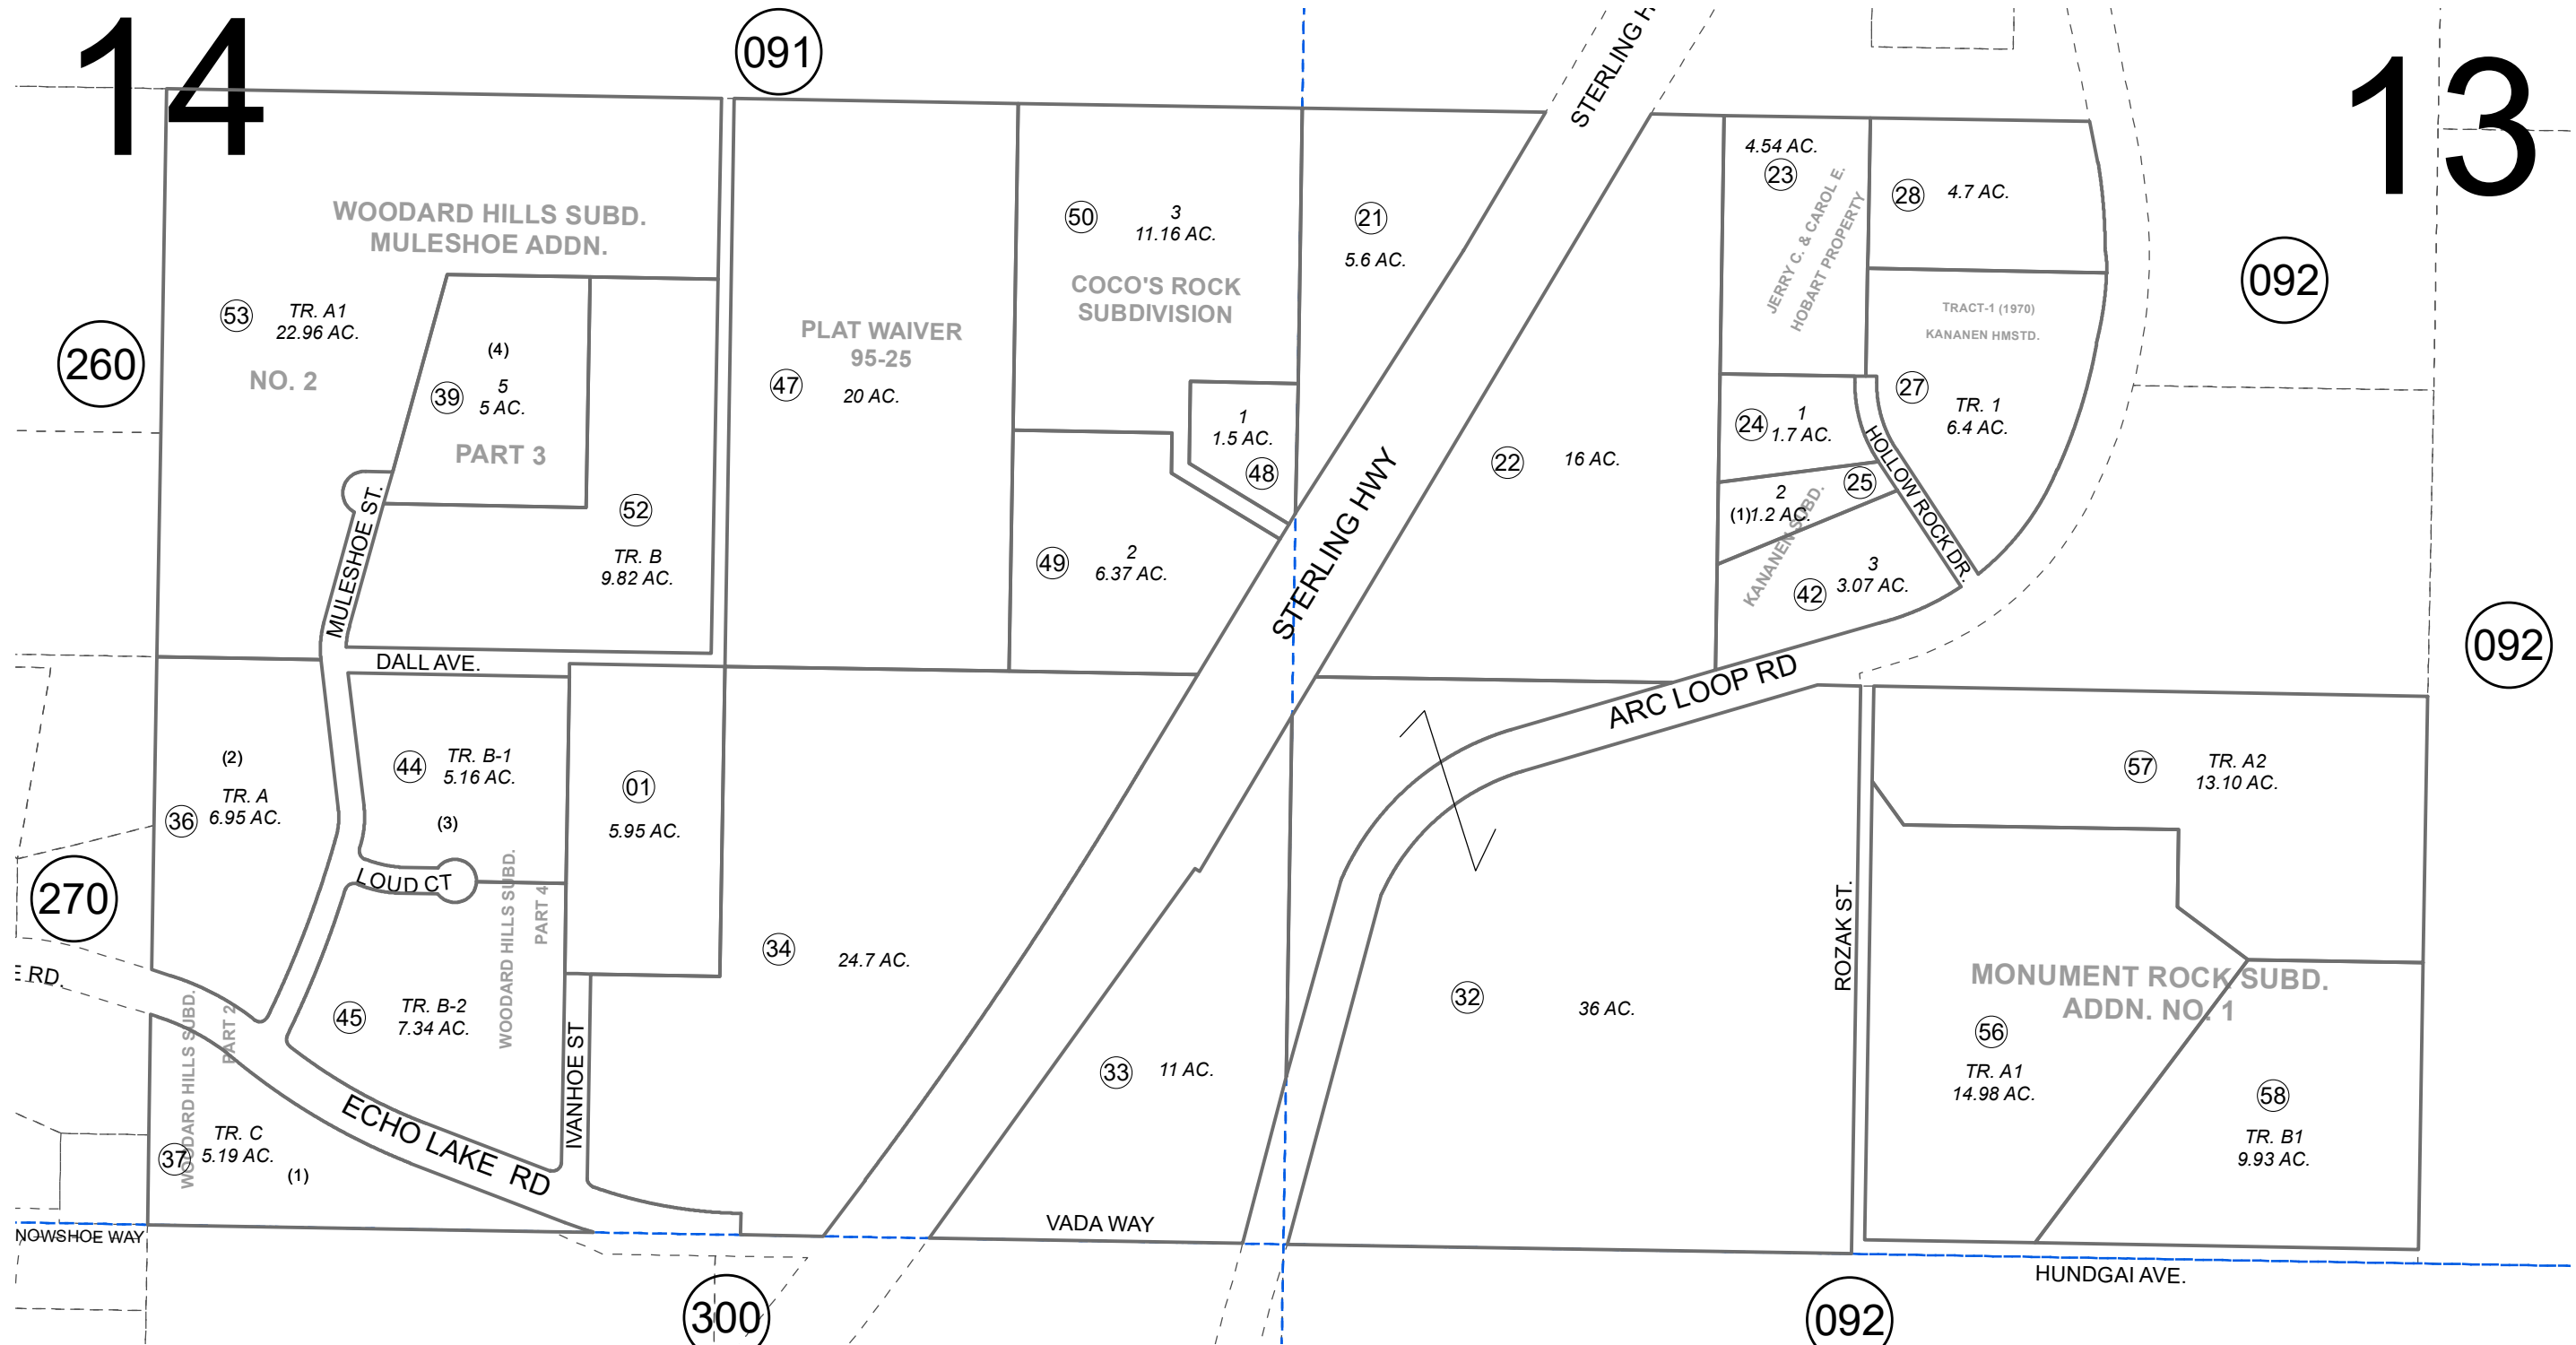 14
091
STERLING H
13
WOODARD HILLS SUBD.
MULESHOE ADDN.
NO. 2
53
TR. A1
22.96 AC.
260
(4)
39
5
5 AC.
PART 3
52
TR. B
9.82 AC.
MULESHOE ST.
DALL AVE.
PLAT WAIVER
95-25
47
20 AC.
50
3
11.16 AC.
COCO'S ROCK
SUBDIVISION
1
1.5 AC.
48
49
2
6.37 AC.
21
5.6 AC.
STERLING HWY
22
16 AC.
4.54 AC.
23
JERRY C. & CAROL E.
HOBART PROPERTY
28
4.7 AC.
TRACT-1 (1970)
KANANEN HMSTD.
27
TR. 1
6.4 AC.
24
1
1.7 AC.
HOLLOW ROCK DR.
25
2
(1)
1.2 AC.
KANANEN SUBD.
42
3
3.07 AC.
092
092
ARC LOOP RD
(2)
TR. A
6.95 AC.
36
270
44
TR. B-1
5.16 AC.
(3)
LOUD CT
01
5.95 AC.
WOODARD HILLS SUBD.
PART 4
45
TR. B-2
7.34 AC.
E RD.
WOODARD HILLS SUBD.
PART 2
37
TR. C
5.19 AC.
(1)
ECHO LAKE RD
IVANHOE ST
34
24.7 AC.
33
11 AC.
VADA WAY
32
36 AC.
ROZAK ST.
57
TR. A2
13.10 AC.
MONUMENT ROCK SUBD.
ADDN. NO. 1
56
TR. A1
14.98 AC.
58
TR. B1
9.93 AC.
NOWSHOE WAY
HUNDGAI AVE.
300
092